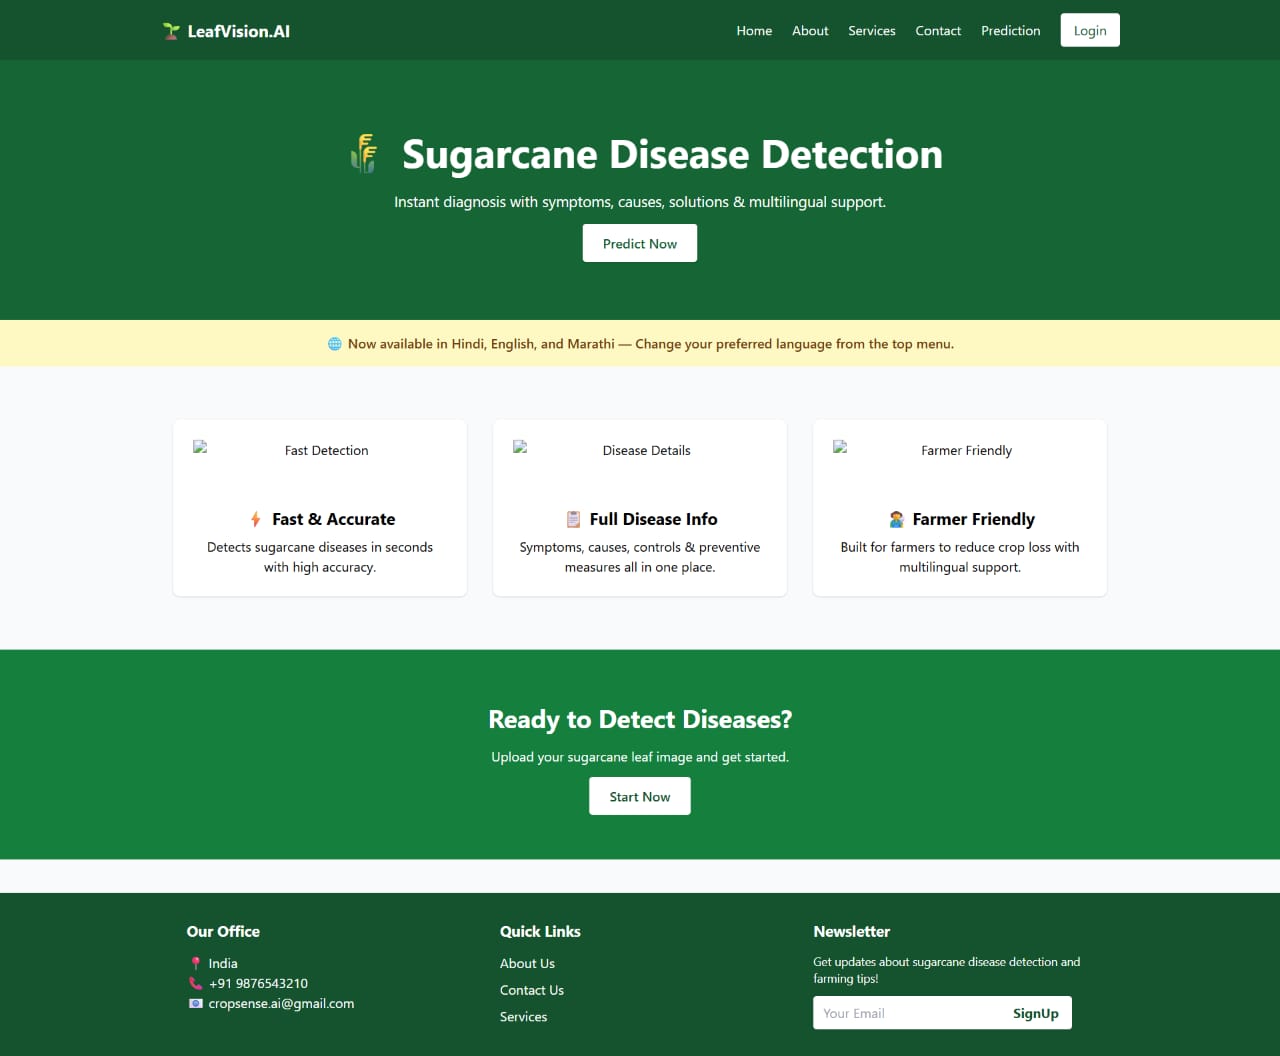 LeafVision.AI
Home About Services Contact Prediction Login
Sugarcane Disease Detection
Instant diagnosis with symptoms, causes, solutions & multilingual support.
Predict Now
Now available in Hindi, English, and Marathi — Change your preferred language from the top menu.
Fast Detection
Fast & Accurate
Detects sugarcane diseases in seconds
with high accuracy.
Disease Details
Full Disease Info
Symptoms, causes, controls & preventive
measures all in one place.
Farmer Friendly
Farmer Friendly
Built for farmers to reduce crop loss with
multilingual support.
Ready to Detect Diseases?
Upload your sugarcane leaf image and get started.
Start Now
Our Office
India
+91 9876543210
cropsense.ai@gmail.com
Quick Links
About Us
Contact Us
Services
Newsletter
Get updates about sugarcane disease detection and
farming tips!
Your Email SignUp